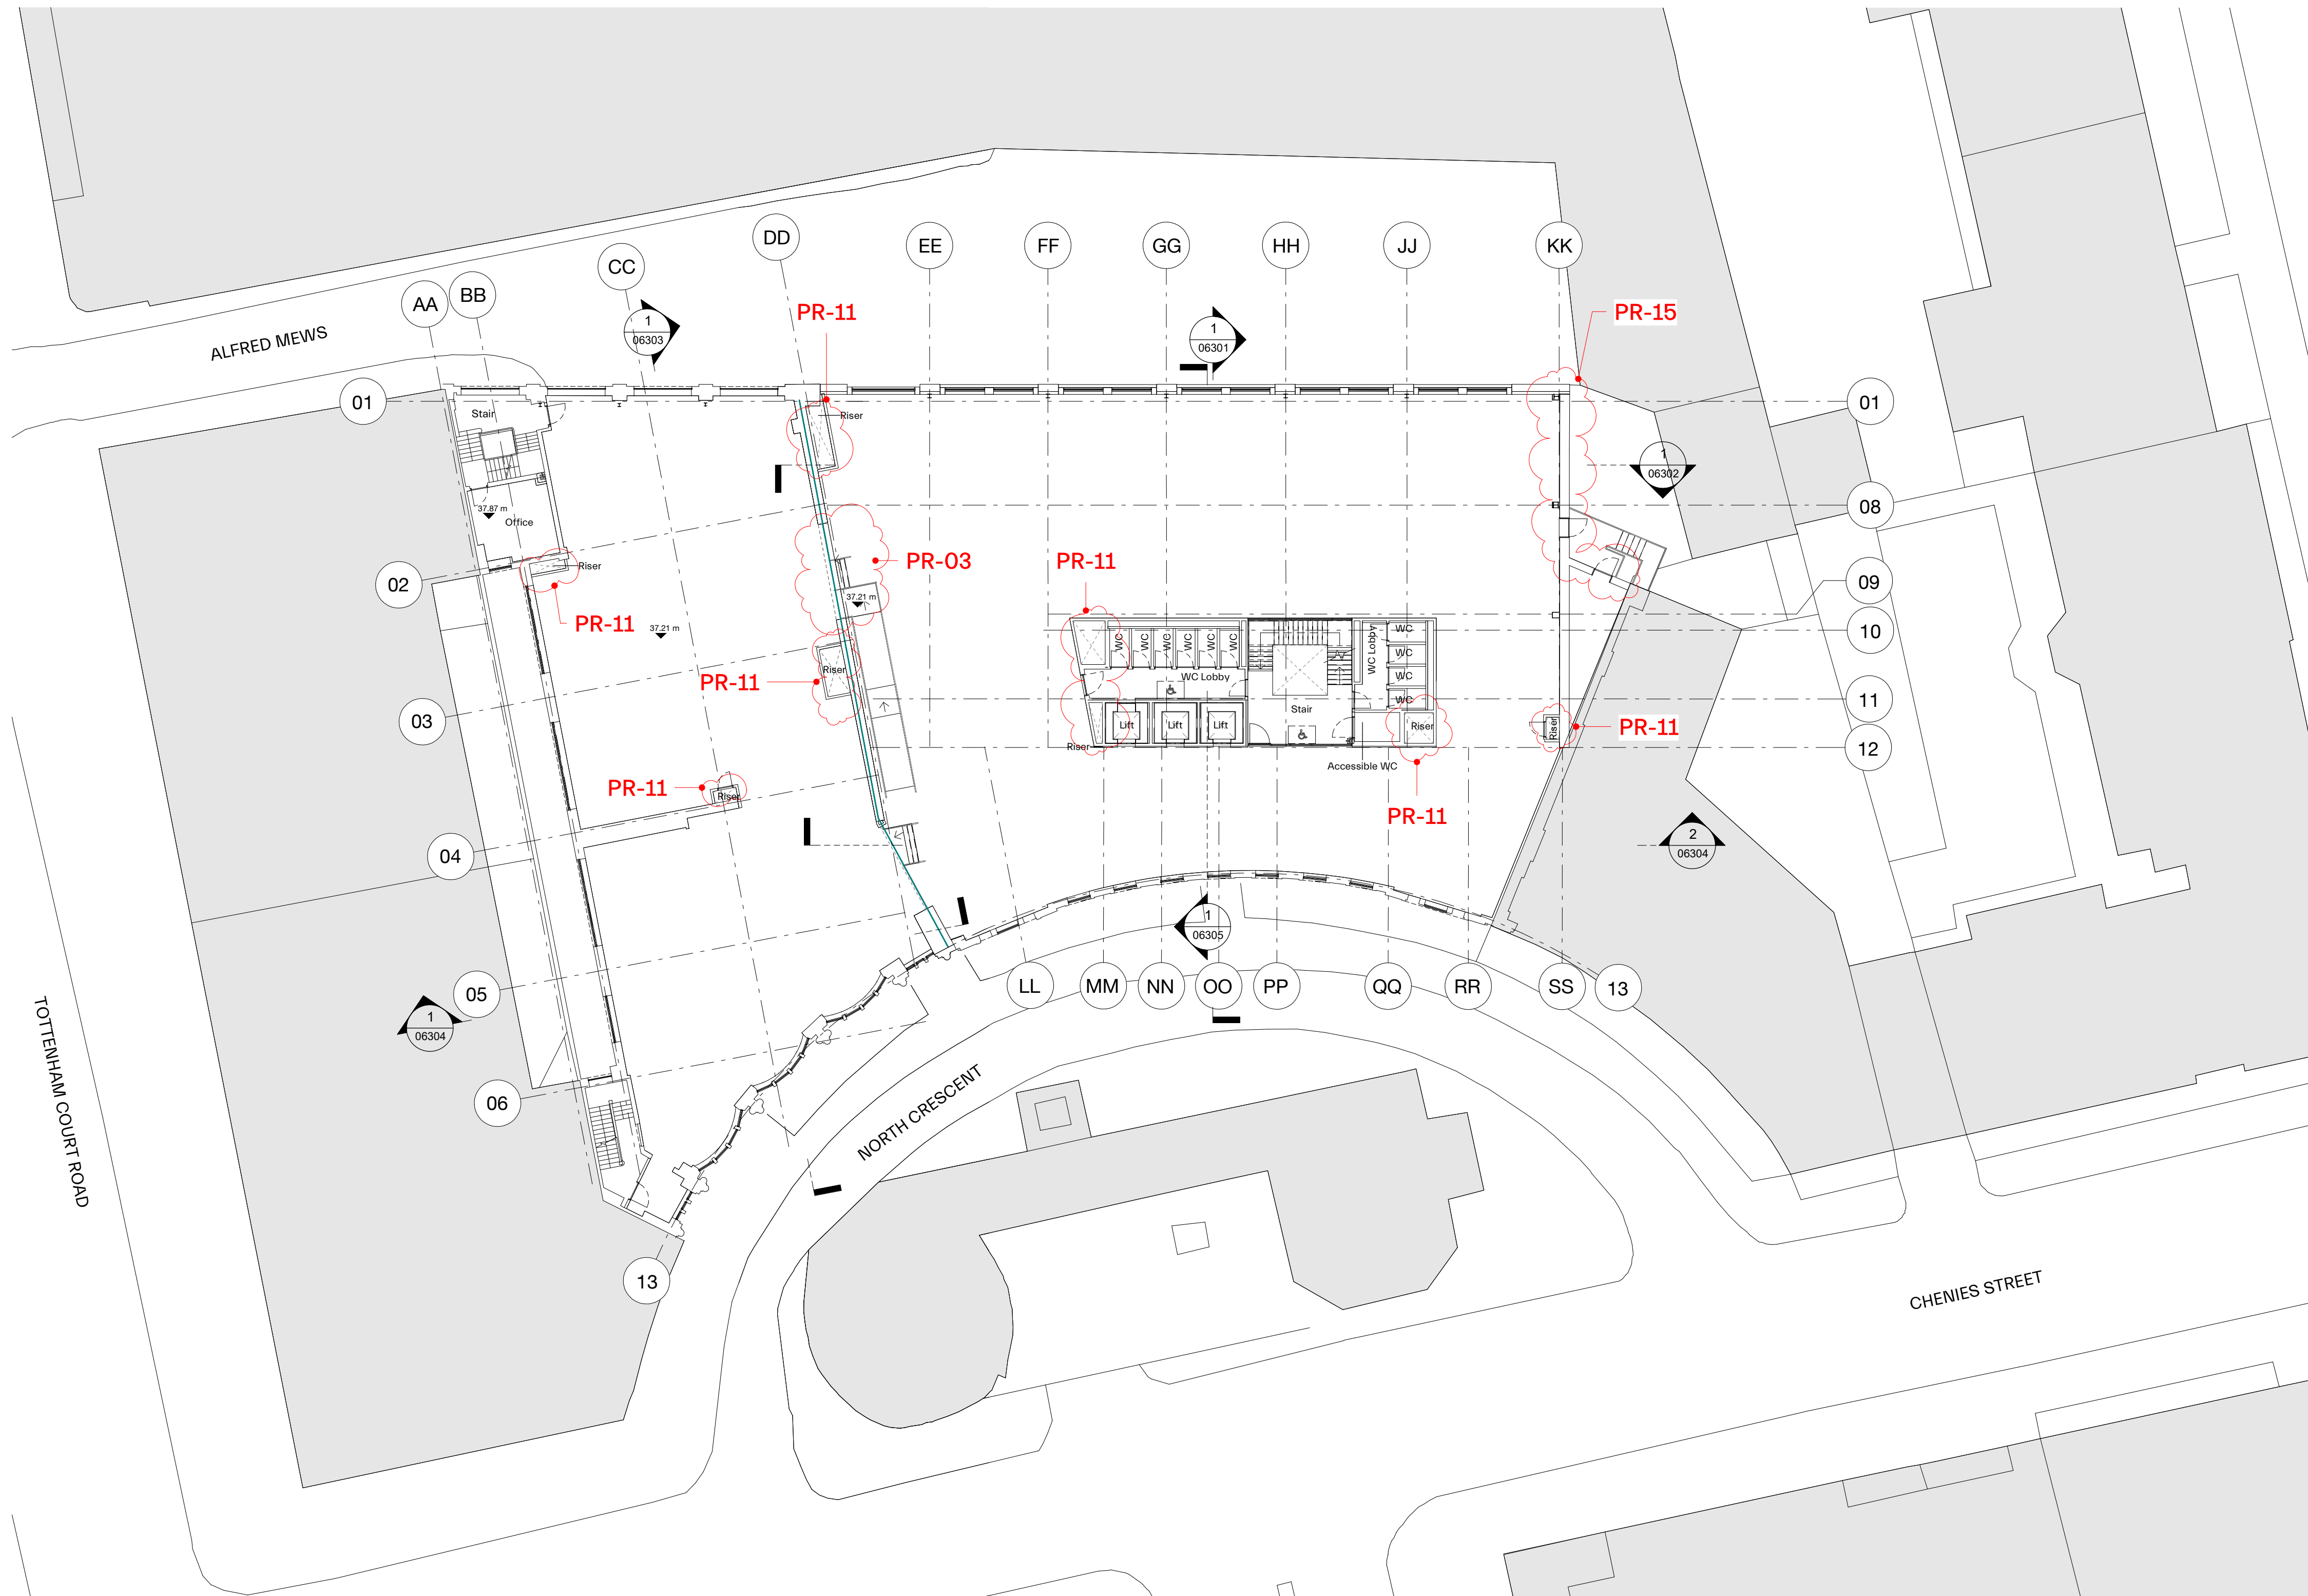 DD
EE
FF
GG
HH
JJ
KK
CC
AA
BB
PR-11
PR-15
1
06303
1
06301
ALFRED MEWS
01
01
Stair
Riser
1
06302
37.87 m
Office
08
PR-03
PR-11
02
Riser
09
37.21 m
PR-11
37.21 m
10
WC
WC
WC
WC
WC
WC
WC Lobby
WC
WC
WC
WC
WC Lobby
Riser
PR-11
03
11
Stair
Lift
Lift
Lift
Riser
Riser
PR-11
Riser
12
Accessible WC
PR-11
Riser
PR-11
1
06305
2
06304
04
05
LL
MM
NN
OO
PP
QQ
RR
SS
13
1
06304
TOTTENHAM COURT ROAD
06
NORTH CRESCENT
13
CHENIES STREET